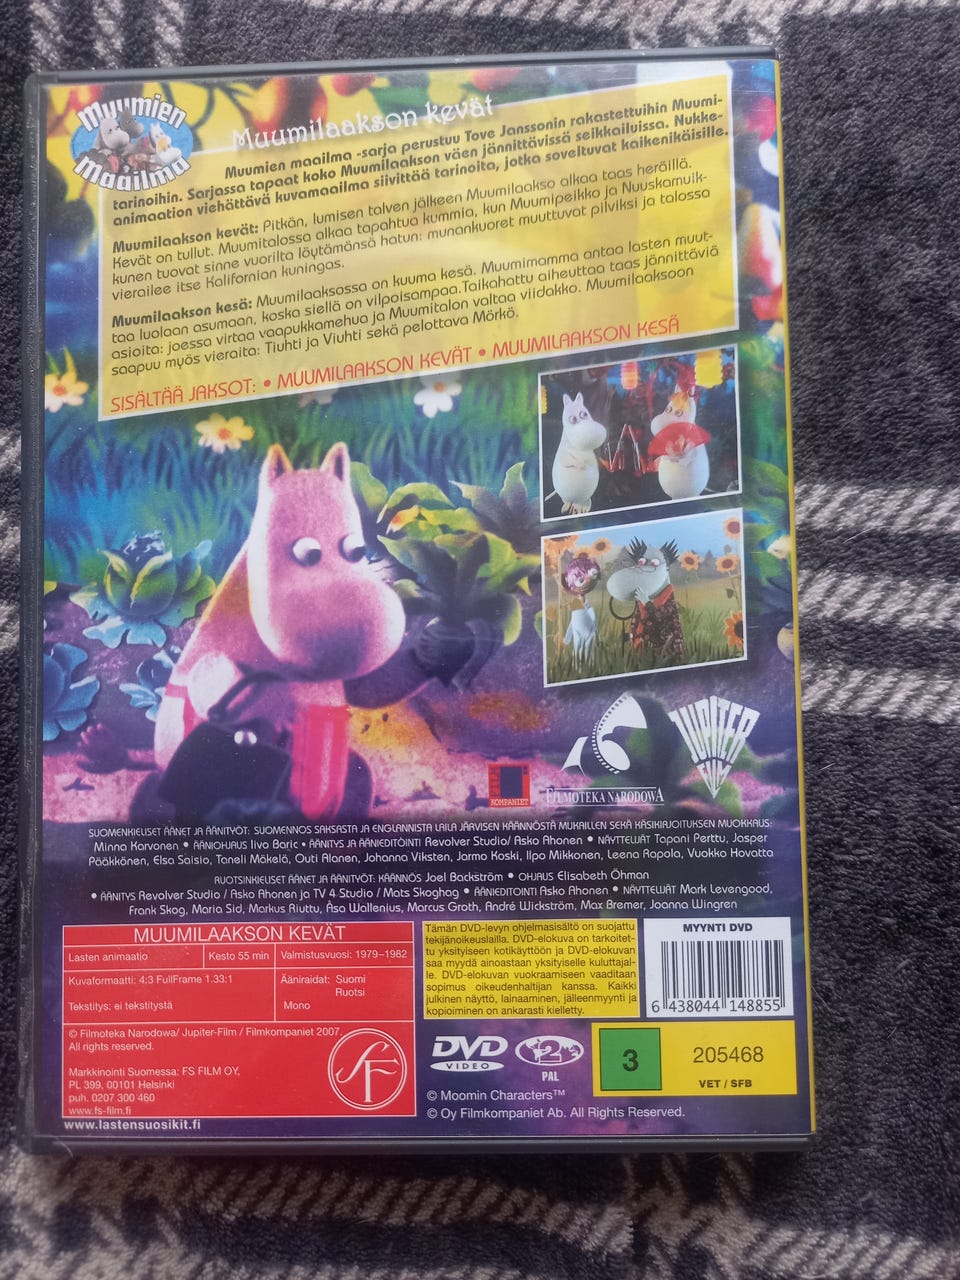 Muumien
maailma
Muumilaakson kevät
Muumien maailma -sarja perustuu Tove Janssonin rakastettuihin Muumi-
tarinoihin. Sarjassa tapaat koko Muumilaakson väen jännittävissä seikkailuissa. Nukke-
animaation viehättävä kuvamaailma siivittää tarinoita, jotka soveltuvat kaikenikäisille.
Muumilaakson kevät: Pitkän, lumisen talven jälkeen Muumilaakso alkaa taas heräillä.
Kevät on tullut. Muumitalossa alkaa tapahtua kummia, kun Muumipeikko ja Nuuskamuik-
kunen tuovat sinne vuorilta löytämänsä hatun: munankuoret muuttuvat pilviksi ja talossa
vierailee itse Kalifornian kuningas.
Muumilaakson kesä: Muumilaaksossa on kuuma kesä. Muumimamma antaa lasten muut-
taa luolaan asumaan, koska siellä on vilpoisampaa.Taikahattu aiheuttaa taas jännittäviä
asioita: joessa virtaa vaapukkamehua ja Muumitalon valtaa viidakko. Muumilaaksoon
saapuu myös vieraita: Tiuhti ja Viuhti sekä pelottava Mörkö.
SISÄLTÄÄ JAKSOT: • MUUMILAAKSON KEVÄT • MUUMILAAKSON KESÄ
KOMPANIET
FILMOTEKA NARODOWA
JUPITER
FILM
SUOMENKIELISET ÄÄNET JA ÄÄNITYÖT: SUOMENNOS SAKSASTA JA ENGLANNISTA LAILA JÄRVISEN KÄÄNNÖSTÄ MUKAILLEN SEKÄ KÄSIKIRJOITUKSEN MUOKKAUS:
Minna Karvonen • ÄÄNIOHJAUS Iivo Baric • ÄÄNITYS JA ÄÄNIEDITOINTI Revolver Studio/ Asko Ahonen • NÄYTTELIJÄT Tapani Perttu, Jasper
Pääkkönen, Elsa Saisio, Taneli Mäkelä, Outi Alanen, Johanna Viksten, Jarmo Koski, Ilpo Mikkonen, Leena Rapola, Vuokko Hovatta
RUOTSINKIELISET ÄÄNET JA ÄÄNITYÖT: KÄÄNNÖS Joel Backström • OHJAUS Elisabeth Öhman
• ÄÄNITYS Revolver Studio / Asko Ahonen ja TV 4 Studio / Mats Skoghag • ÄÄNIEDITOINTI Asko Ahonen • NÄYTTELIJÄT Mark Levengood,
Frank Skog, Maria Sid, Markus Riuttu, Åsa Wallenius, Marcus Groth, André Wickström, Max Bremer, Joanna Wingren
MUUMILAAKSON KEVÄT
Lasten animaatio Kesto 55 min Valmistusvuosi: 1979–1982
Kuvaformaatti: 4:3 FullFrame 1.33:1 Ääniraidat: Suomi
Ruotsi
Tekstitys: ei tekstitystä Mono
© Filmoteka Narodowa/ Jupiter-Film / Filmkompaniet 2007.
All rights reserved.
Markkinointi Suomessa: FS FILM OY,
PL 399, 00101 Helsinki
puh. 0207 300 460
www.fs-film.fi
SF
www.lastensuosikit.fi
Tämän DVD-levyn ohjelmasisältö on suojattu
tekijänoikeuslailla. DVD-elokuva on tarkoitet-
tu yksityiseen kotikäyttöön ja DVD-elokuvan
saa myydä ainoastaan yksityiselle kuluttajal-
le. DVD-elokuvan vuokraamiseen vaaditaan
sopimus oikeudenhaltijan kanssa. Kaikki
julkinen näyttö, lainaaminen, jälleenmyynti ja
kopioiminen on ankarasti kielletty.
MYYNTI DVD
6 438044 148855
DVD
VIDEO
2
PAL
3
205468
VET / SFB
© Moomin Characters™
© Oy Filmkompaniet Ab. All Rights Reserved.